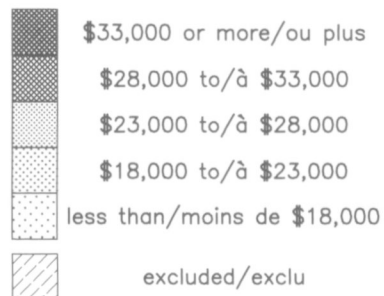 $33,000 or more/ou plus
$28,000 to/à $33,000
$23,000 to/à $28,000
$18,000 to/à $23,000
less than/moins de $18,000
excluded/exclu